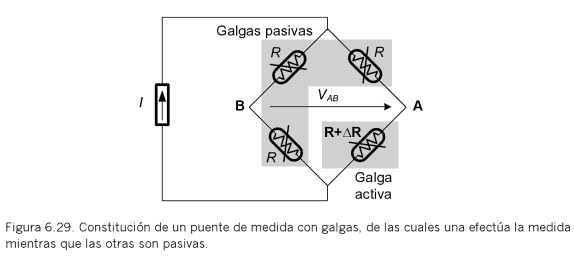 Galgas pasivas
R
R
I
V_AB
B
A
R
R+ΔR
Galga
activa
Figura 6.29. Constitución de un puente de medida con galgas, de las cuales una efectúa la medida
mientras que las otras son pasivas.